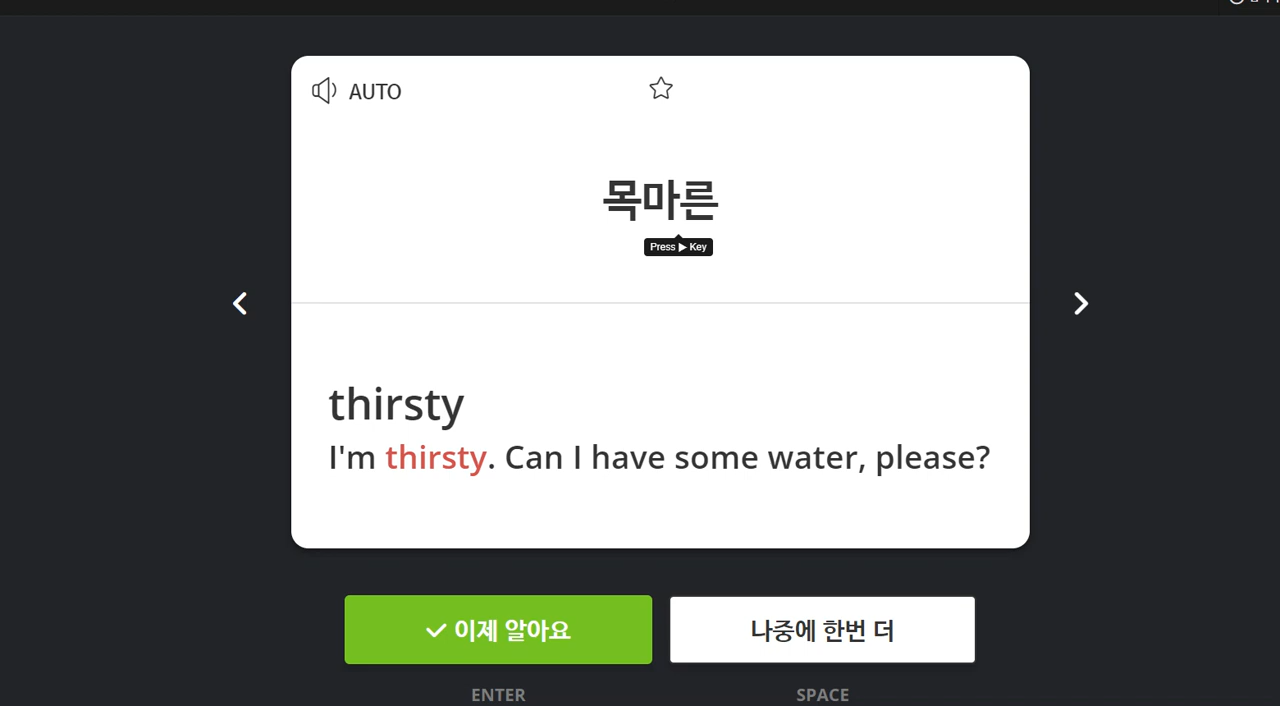 AUTO
목마른
Press ▶ Key
thirsty
I'm thirsty. Can I have some water, please?
이제 알아요
나중에 한번 더
ENTER
SPACE